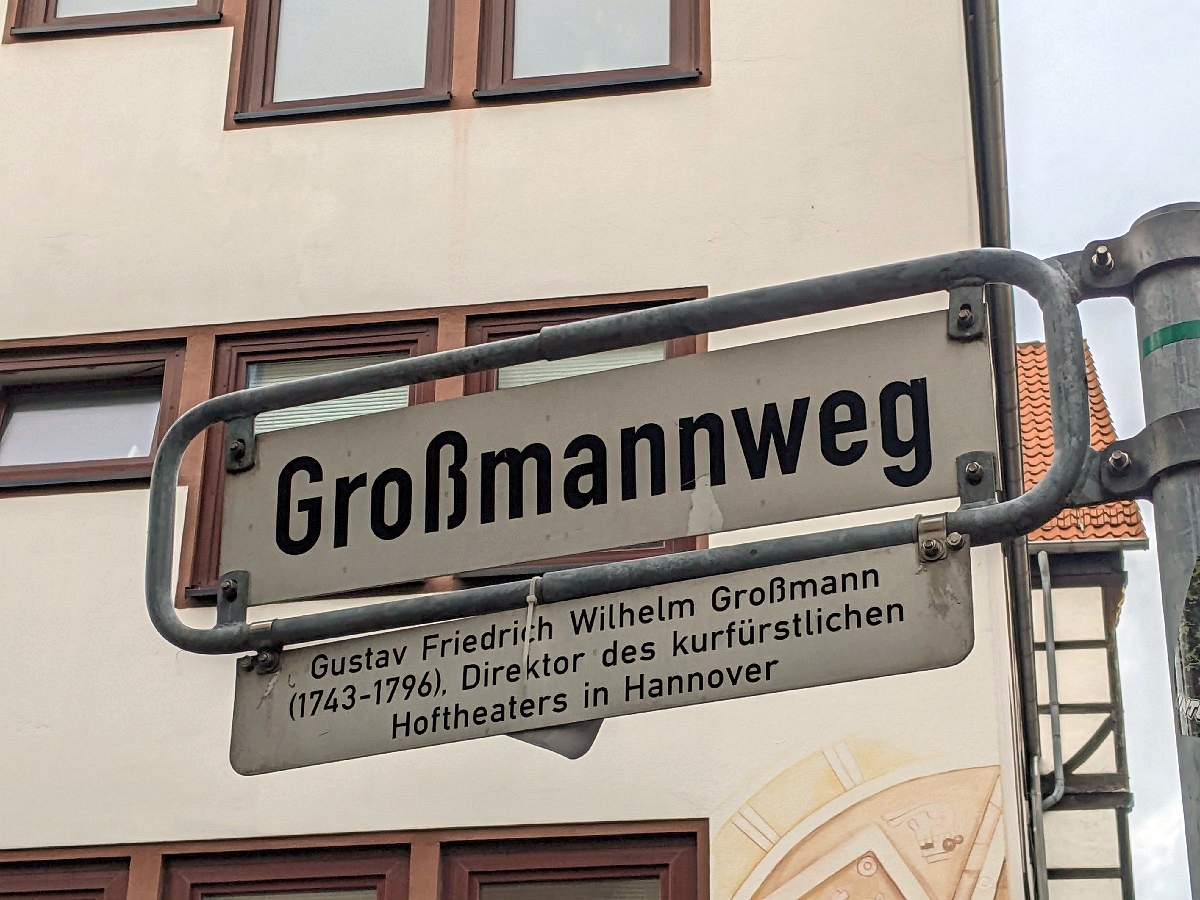 Großmannweg
Gustav Friedrich Wilhelm Großmann
(1743-1796), Direktor des kurfürstlichen
Hoftheaters in Hannover